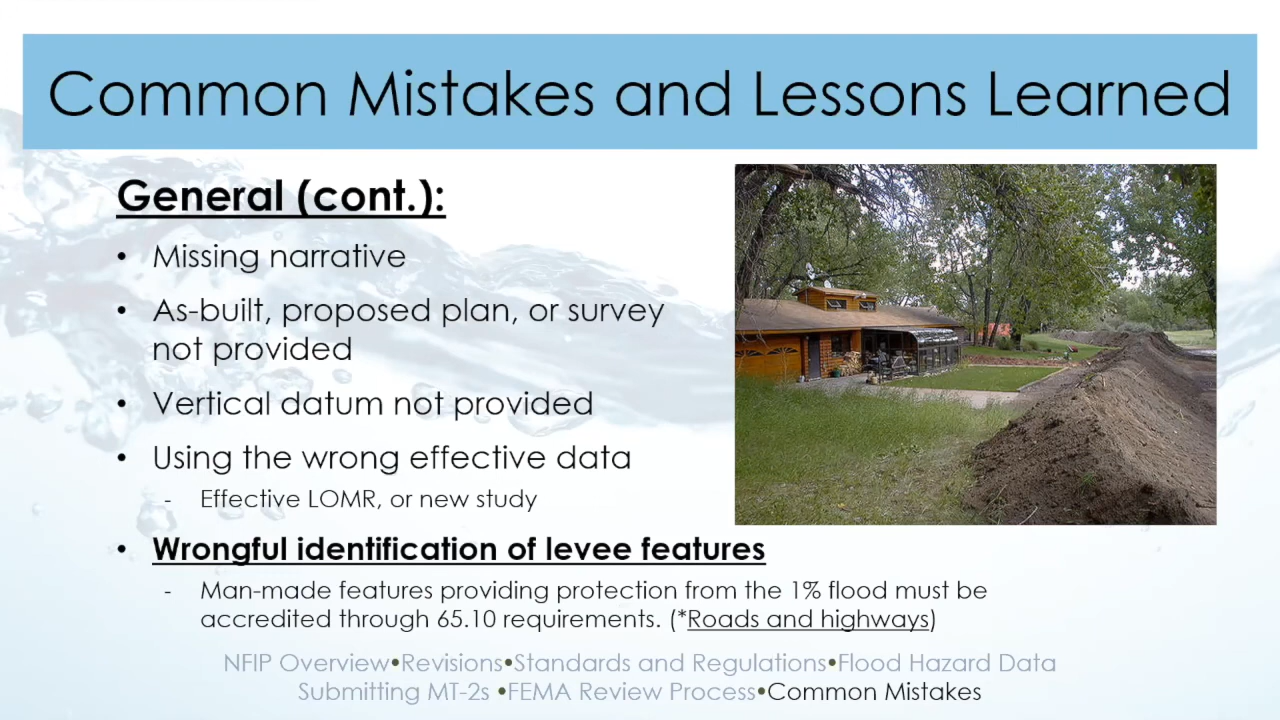 Common Mistakes and Lessons Learned
General (cont.):
• Missing narrative
• As-built, proposed plan, or survey
not provided
• Vertical datum not provided
• Using the wrong effective data
- Effective LOMR, or new study
• Wrongful identification of levee features
- Man-made features providing protection from the 1% flood must be
accredited through 65.10 requirements. (*Roads and highways)
NFIP Overview•Revisions•Standards and Regulations•Flood Hazard Data
Submitting MT-2s •FEMA Review Process•Common Mistakes